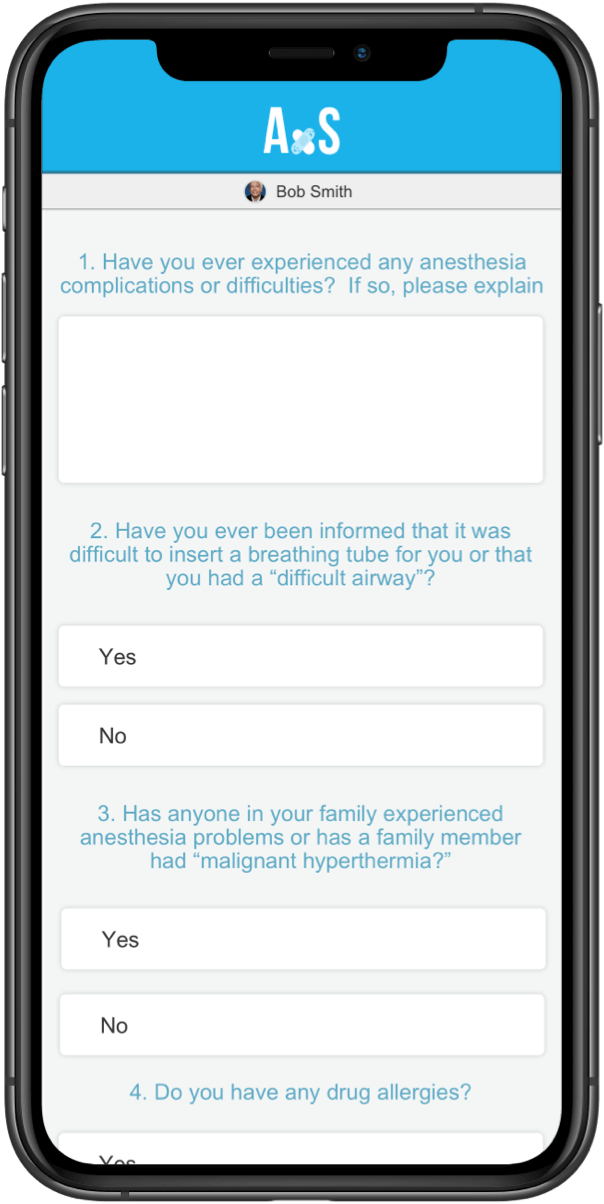 A S
Bob Smith
1. Have you ever experienced any anesthesia
complications or difficulties?  If so, please explain
2. Have you ever been informed that it was
difficult to insert a breathing tube for you or that
you had a “difficult airway”?
Yes
No
3. Has anyone in your family experienced
anesthesia problems or has a family member
had “malignant hyperthermia?”
Yes
No
4. Do you have any drug allergies?
Yes